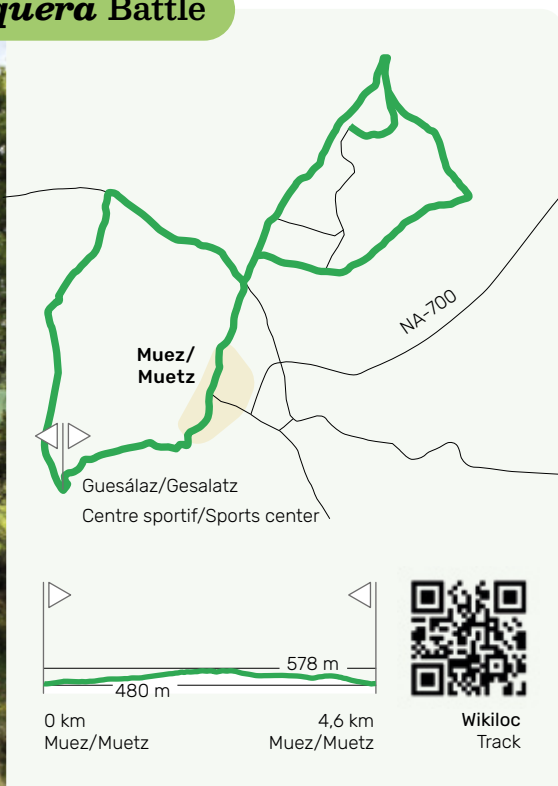 Battle
NA-700
Muez/
Muetz
Guesálaz/Gesalatz
Centre sportif/Sports center
578 m
480 m
0 km
Muez/Muetz
4,6 km
Muez/Muetz
Wikiloc
Track